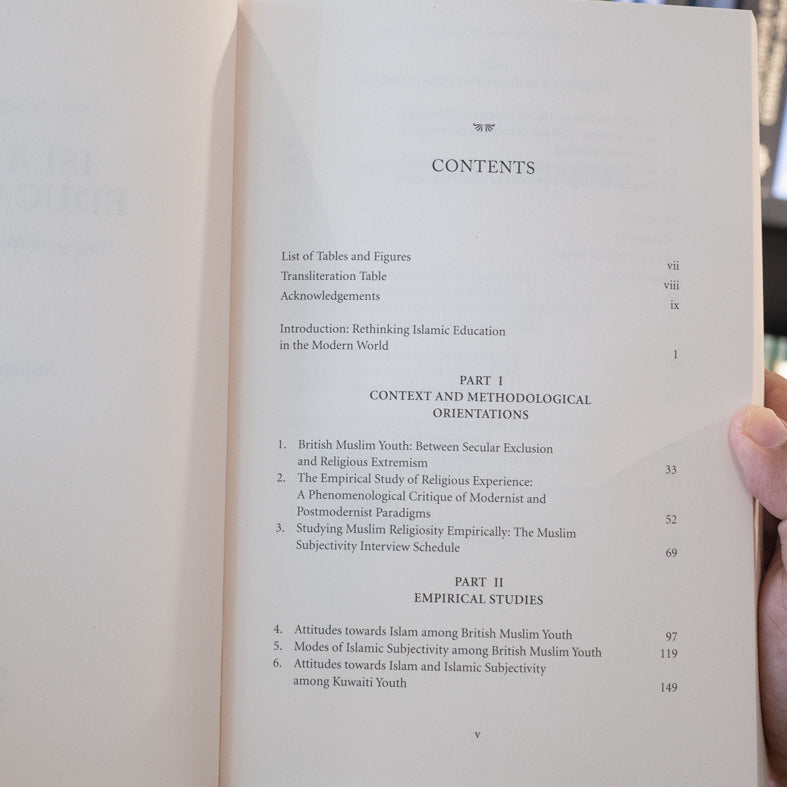 CONTENTS
List of Tables and Figures vii
Transliteration Table viii
Acknowledgements ix
Introduction: Rethinking Islamic Education
in the Modern World 1
PART I
CONTEXT AND METHODOLOGICAL
ORIENTATIONS
1. British Muslim Youth: Between Secular Exclusion
and Religious Extremism 33
2. The Empirical Study of Religious Experience:
A Phenomenological Critique of Modernist and
Postmodernist Paradigms 52
3. Studying Muslim Religiosity Empirically: The Muslim
Subjectivity Interview Schedule 69
PART II
EMPIRICAL STUDIES
4. Attitudes towards Islam among British Muslim Youth 97
5. Modes of Islamic Subjectivity among British Muslim Youth 119
6. Attitudes towards Islam and Islamic Subjectivity
among Kuwaiti Youth 149
v